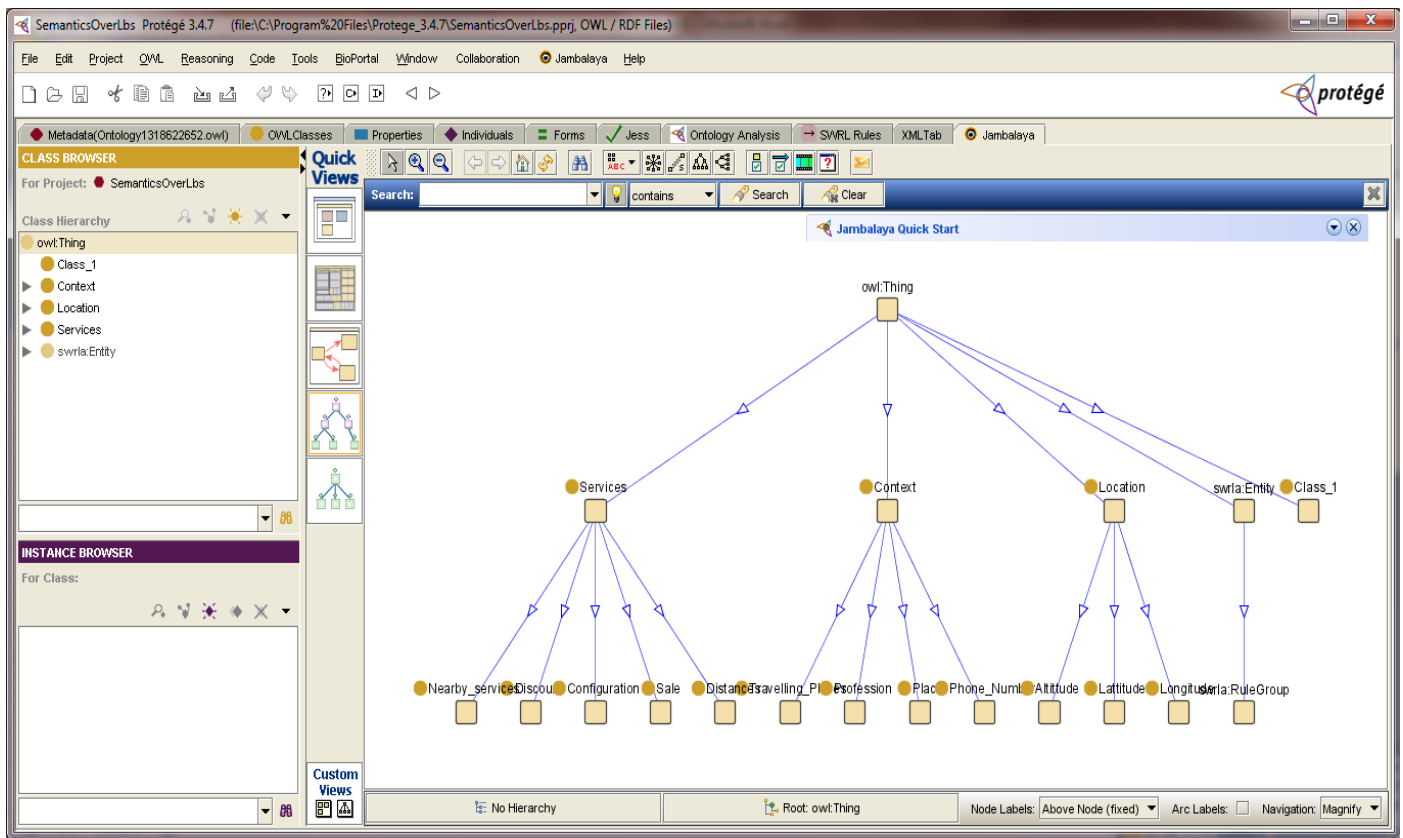 SemanticsOverLbs Protégé 3.4.7 (file:\C:\Program%20Files\Protege_3.4.7\SemanticsOverLbs.pprj, OWL / RDF Files)
File Edit Project OWL Reasoning Code Tools BioPortal Window Collaboration Jambalaya Help
protégé
Metadata(Ontology1318622652.owl) OWLClasses Properties Individuals Forms Jess Ontology Analysis SWRL Rules XMLTab Jambalaya
CLASS BROWSER
For Project: SemanticsOverLbs
Class Hierarchy
owl:Thing
Class_1
Context
Location
Services
swrla:Entity
INSTANCE BROWSER
For Class:
Quick
Views
Custom
Views
ABC
Search: contains Search Clear
Jambalaya Quick Start
owl:Thing
Services Context Location swrla:Entity Class_1
Nearby_services Discou Configuration Sale Distances Travelling_Pl Profession Plac Phone_Numb Altitude Lattitude Longitude swrla:RuleGroup
No Hierarchy Root: owl:Thing Node Labels: Above Node (fixed) Arc Labels: Navigation: Magnify